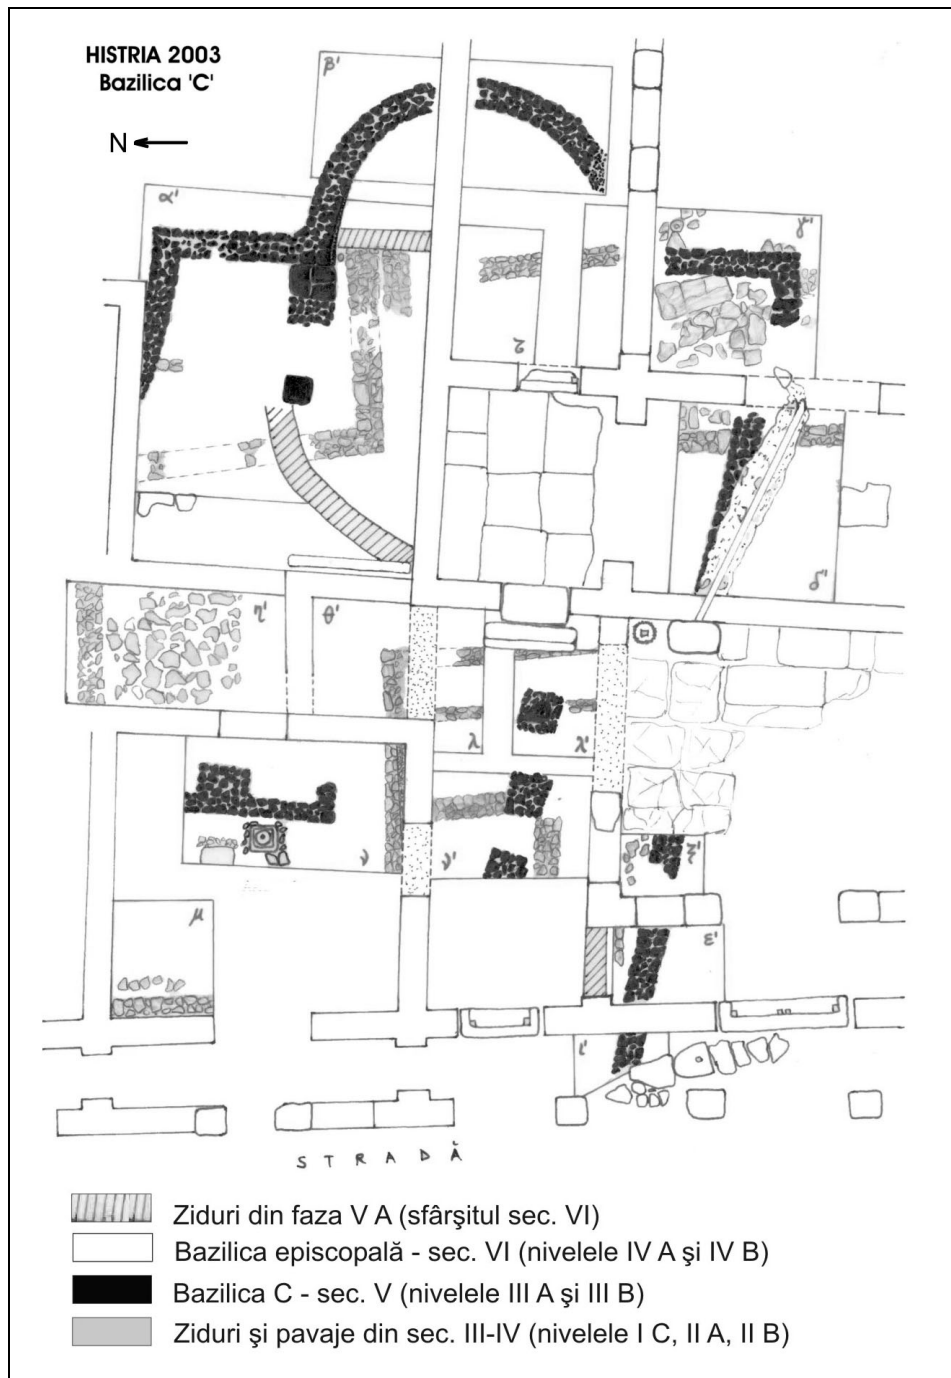 HISTRIA 2003
Bazilica 'C'
N
β'
α'
γ'
τ
δ'
η'
θ'
λ
λ'
ν
ν'
ξ'
μ
ε'
ι'
STRADĂ
Ziduri din faza V A (sfârşitul sec. VI)
Bazilica episcopală - sec. VI (nivelele IV A şi IV B)
Bazilica C - sec. V (nivelele III A şi III B)
Ziduri şi pavaje din sec. III-IV (nivelele I C, II A, II B)